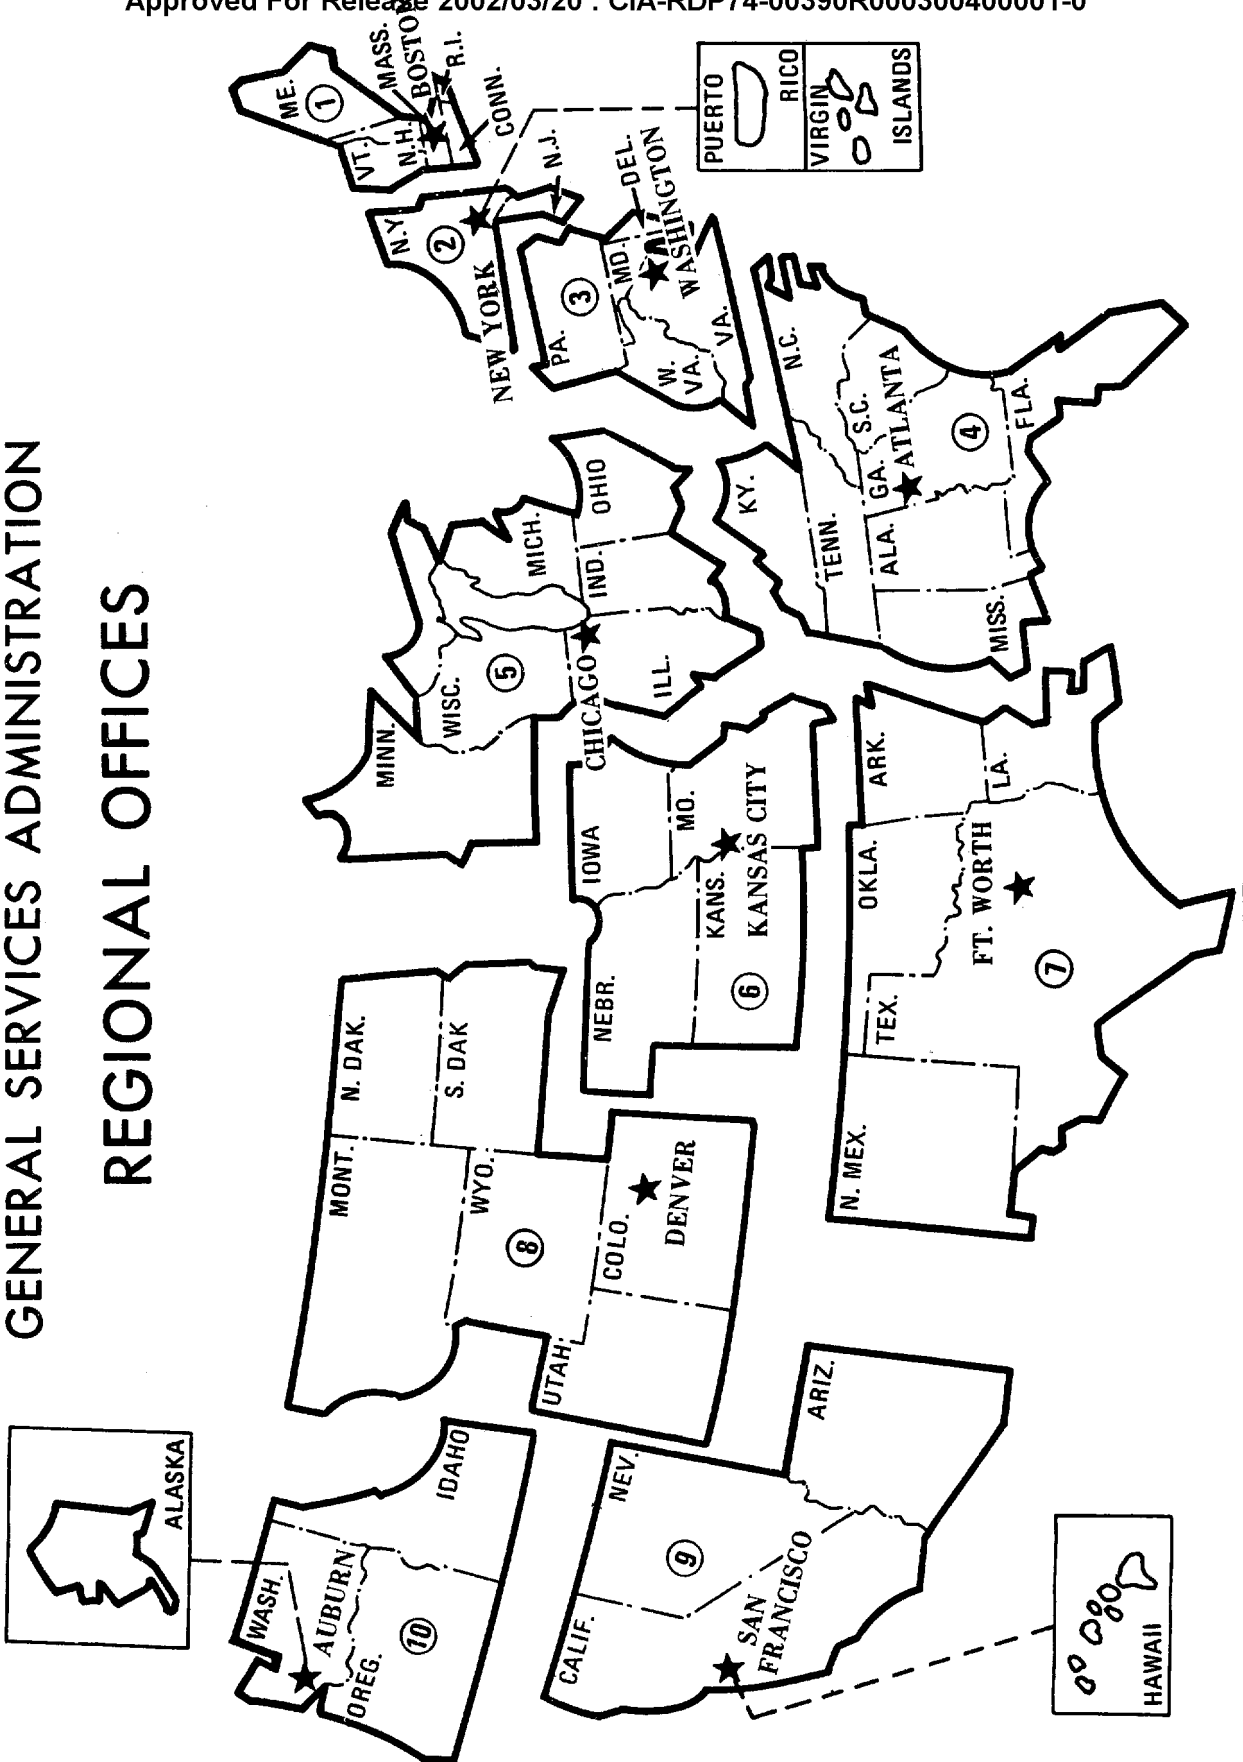 Approved For Release 2002/03/20 : CIA-RDP74-00390R000300400001-0
GENERAL SERVICES ADMINISTRATION
REGIONAL OFFICES
ALASKA
WASH.
AUBURN
OREG.
10
IDAHO
MONT.
N. DAK.
S. DAK
WYO.
8
UTAH
COLO.
DENVER
NEV.
CALIF.
9
SAN
FRANCISCO
ARIZ.
HAWAII
MINN.
WISC.
5
MICH.
CHICAGO
ILL.
IND.
OHIO
NEBR.
IOWA
MO.
KANS.
KANSAS CITY
6
N. MEX.
TEX.
OKLA.
ARK.
LA.
FT. WORTH
7
KY.
TENN.
N.C.
S.C.
GA.
ATLANTA
ALA.
MISS.
4
FLA.
PA.
3
MD.
DEL.
WASHINGTON
W.
VA.
VA.
N.Y
2
NEW YORK
N.J.
ME.
1
VT.
N.H.
MASS.
BOSTON
R.I.
CONN.
PUERTO
RICO
VIRGIN
ISLANDS